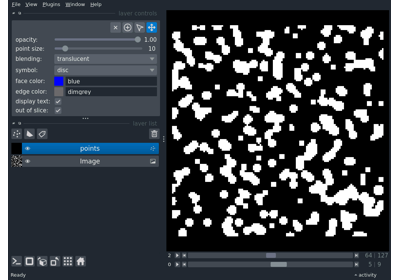 File View Plugins Window Help
layer controls
opacity: 1.00
point size: 10
blending: translucent
symbol: disc
face color: blue
edge color: dimgrey
display text:
out of slice:
layer list
points
Image
2 64 127
0 5 9
Ready activity